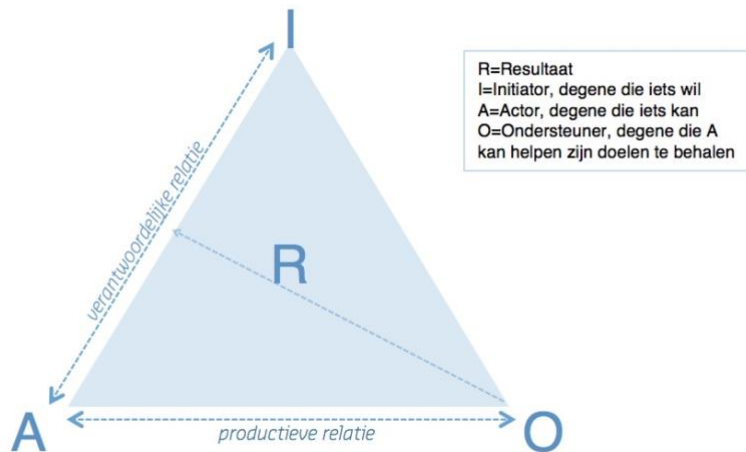 I
R=Resultaat
I=Initiator, degene die iets wil
A=Actor, degene die iets kan
O=Ondersteuner, degene die A
kan helpen zijn doelen te behalen
verantwoordelijke relatie
R
A
productieve relatie
O